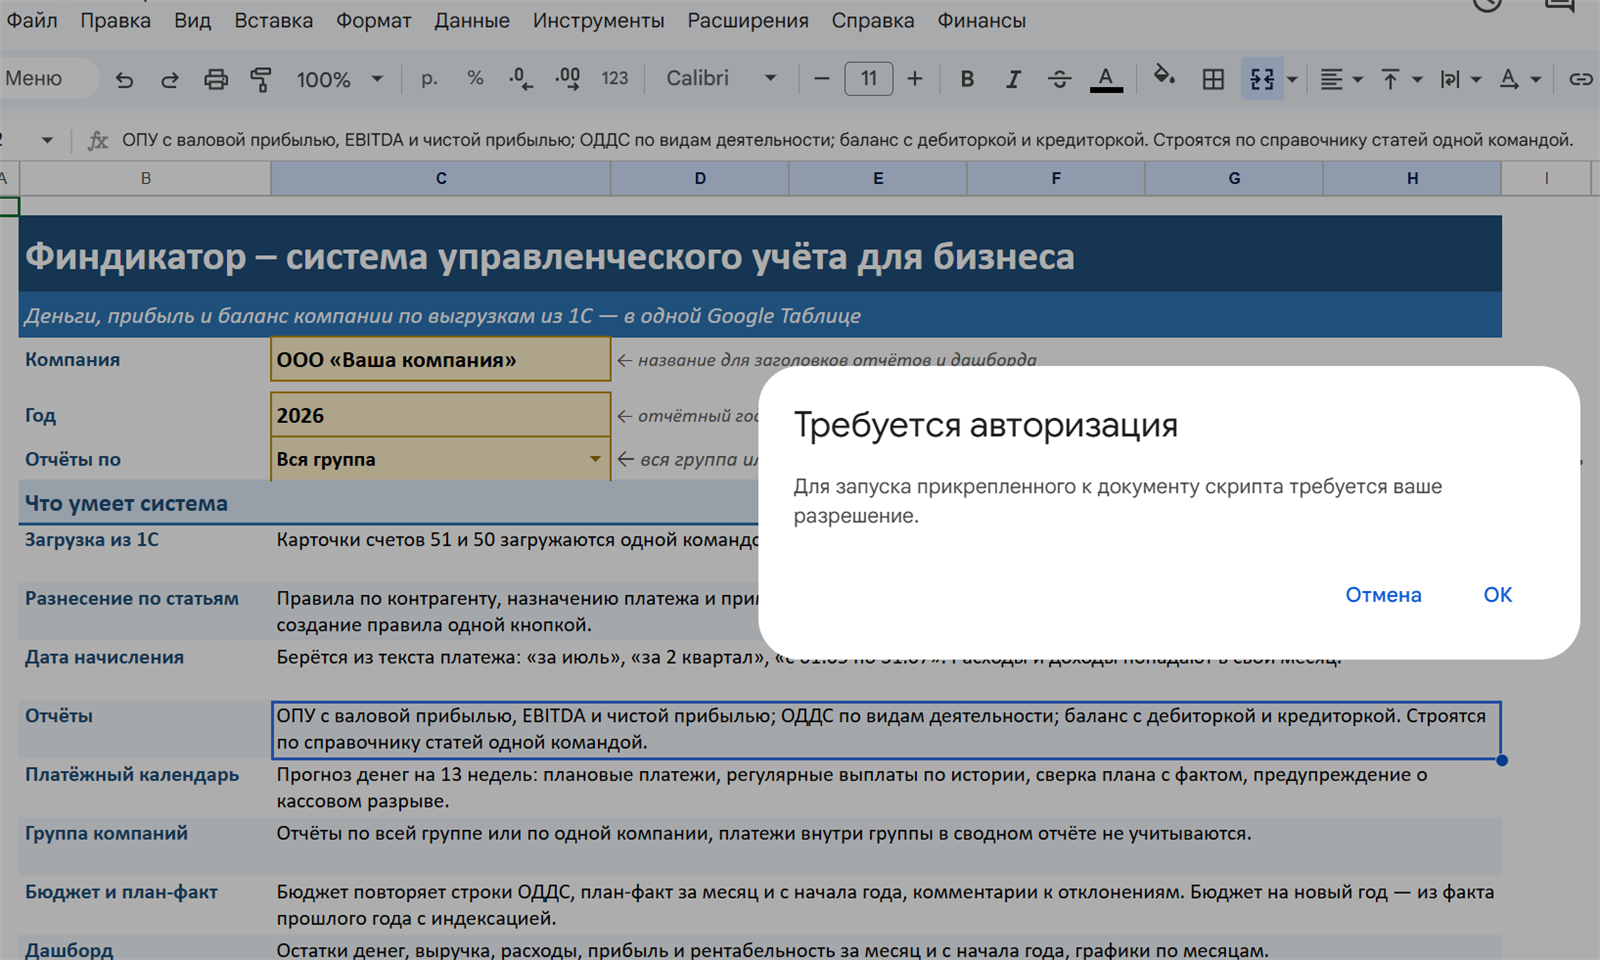 Файл Правка Вид Вставка Формат Данные Инструменты Расширения Справка Финансы
Меню 100% р. % .0 .00 123 Calibri 11 B I A A
fx ОПУ с валовой прибылью, EBITDA и чистой прибылью; ОДДС по видам деятельности; баланс с дебиторкой и кредиторкой. Строятся по справочнику статей одной командой.
A B C D E F G H I
Финдикатор – система управленческого учёта для бизнеса
Деньги, прибыль и баланс компании по выгрузкам из 1С — в одной Google Таблице
Компания ООО «Ваша компания» ← название для заголовков отчётов и дашборда
Год 2026 ← отчётный
Отчёты по Вся группа ← вся группа
Требуется авторизация
Для запуска прикрепленного к документу скрипта требуется ваше
разрешение.
Отмена ОК
Что умеет система
Загрузка из 1С Карточки счетов 51 и 50 загружаются одной
Разнесение по статьям Правила по контрагенту, назначению платежа и
создание правила одной кнопкой.
Дата начисления Берётся из текста платежа: «за июль», «за 2 квартал»,
Отчёты ОПУ с валовой прибылью, EBITDA и чистой прибылью; ОДДС по видам деятельности; баланс с дебиторкой и кредиторкой. Строятся
по справочнику статей одной командой.
Платёжный календарь Прогноз денег на 13 недель: плановые платежи, регулярные выплаты по истории, сверка плана с фактом, предупреждение о
кассовом разрыве.
Группа компаний Отчёты по всей группе или по одной компании, платежи внутри группы в сводном отчёте не учитываются.
Бюджет и план-факт Бюджет повторяет строки ОДДС, план-факт за месяц и с начала года, комментарии к отклонениям. Бюджет на новый год — из факта
прошлого года с индексацией.
Дашборд Остатки денег, выручка, расходы, прибыль и рентабельность за месяц и с начала года, графики по месяцам.